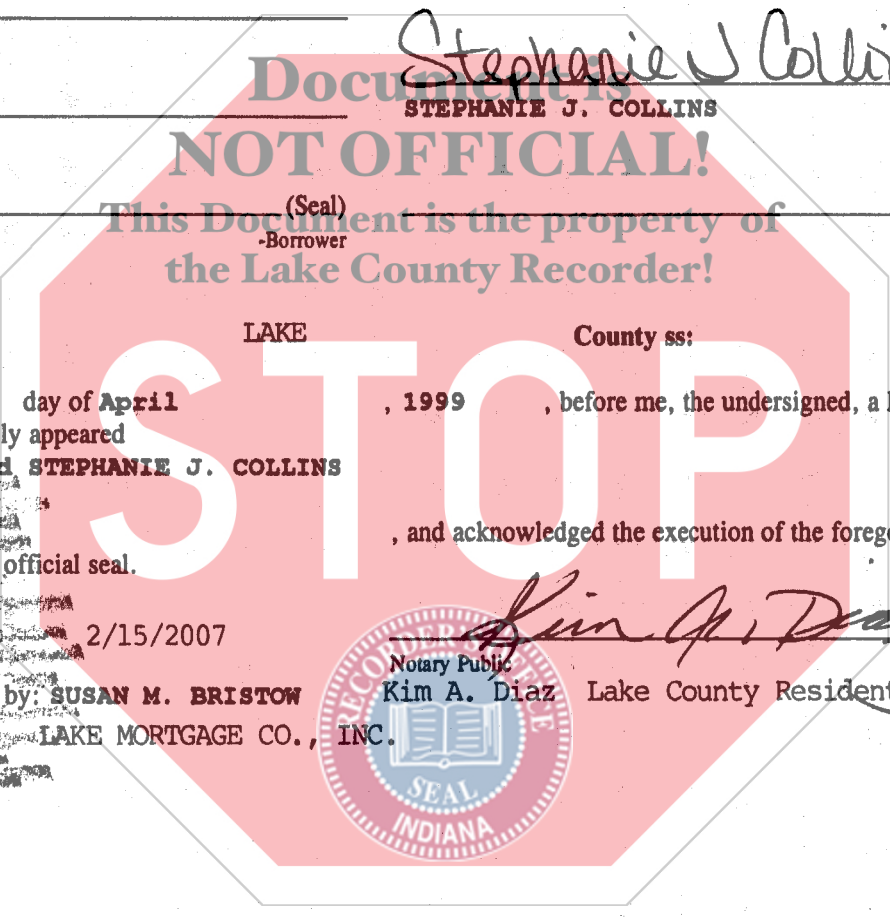 Stephanie J Collin
Document is
STEPHANIE J. COLLINS
NOT OFFICIAL!
(Seal)
This Document is the property of
-Borrower
the Lake County Recorder!
LAKE County ss:
STOP
day of April , 1999 , before me, the undersigned, a
ly appeared
d STEPHANIE J. COLLINS
, and acknowledged the execution of the forego
official seal.
2/15/2007
Kim A. Diaz
Notary Public
by: SUSAN M. BRISTOW Kim A. Diaz Lake County Resident
LAKE MORTGAGE CO., INC.
RECORDER STATE
SEAL
INDIANA